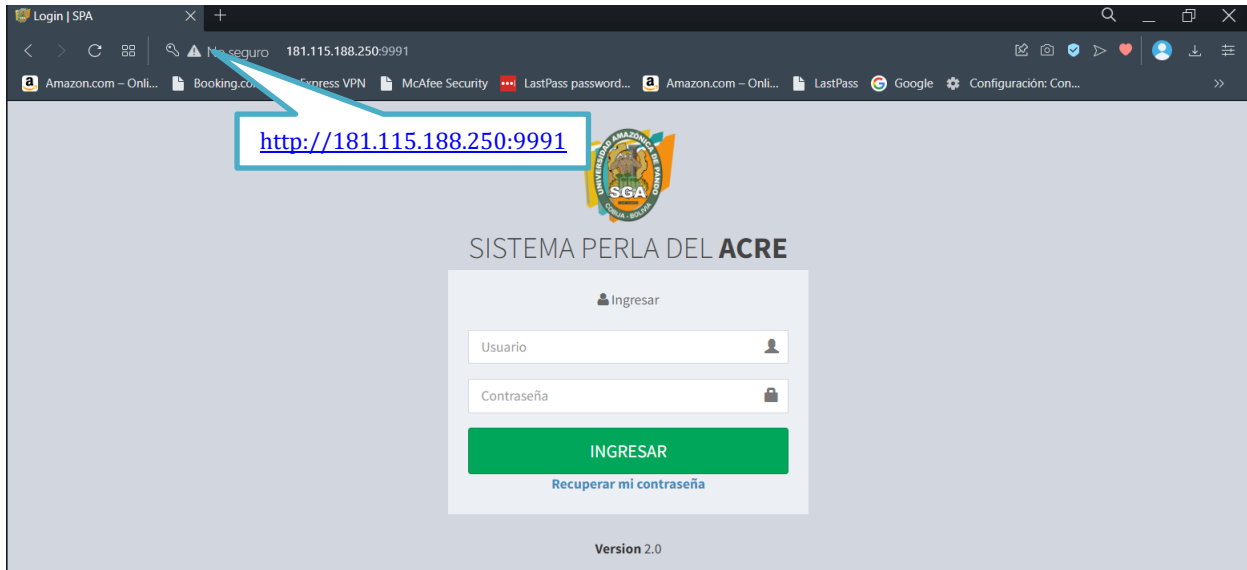 Login | SPA
No seguro 181.115.188.250:9991
Amazon.com – Onli... Booking.co Express VPN McAfee Security LastPass password... Amazon.com – Onli... LastPass Google Configuración: Con...
http://181.115.188.250:9991
UNIVERSIDAD AMAZÓNICA DE PANDO
SGA
COBIJA - BOLIVIA
SISTEMA PERLA DEL ACRE
Ingresar
Usuario
Contraseña
INGRESAR
Recuperar mi contraseña
Version 2.0